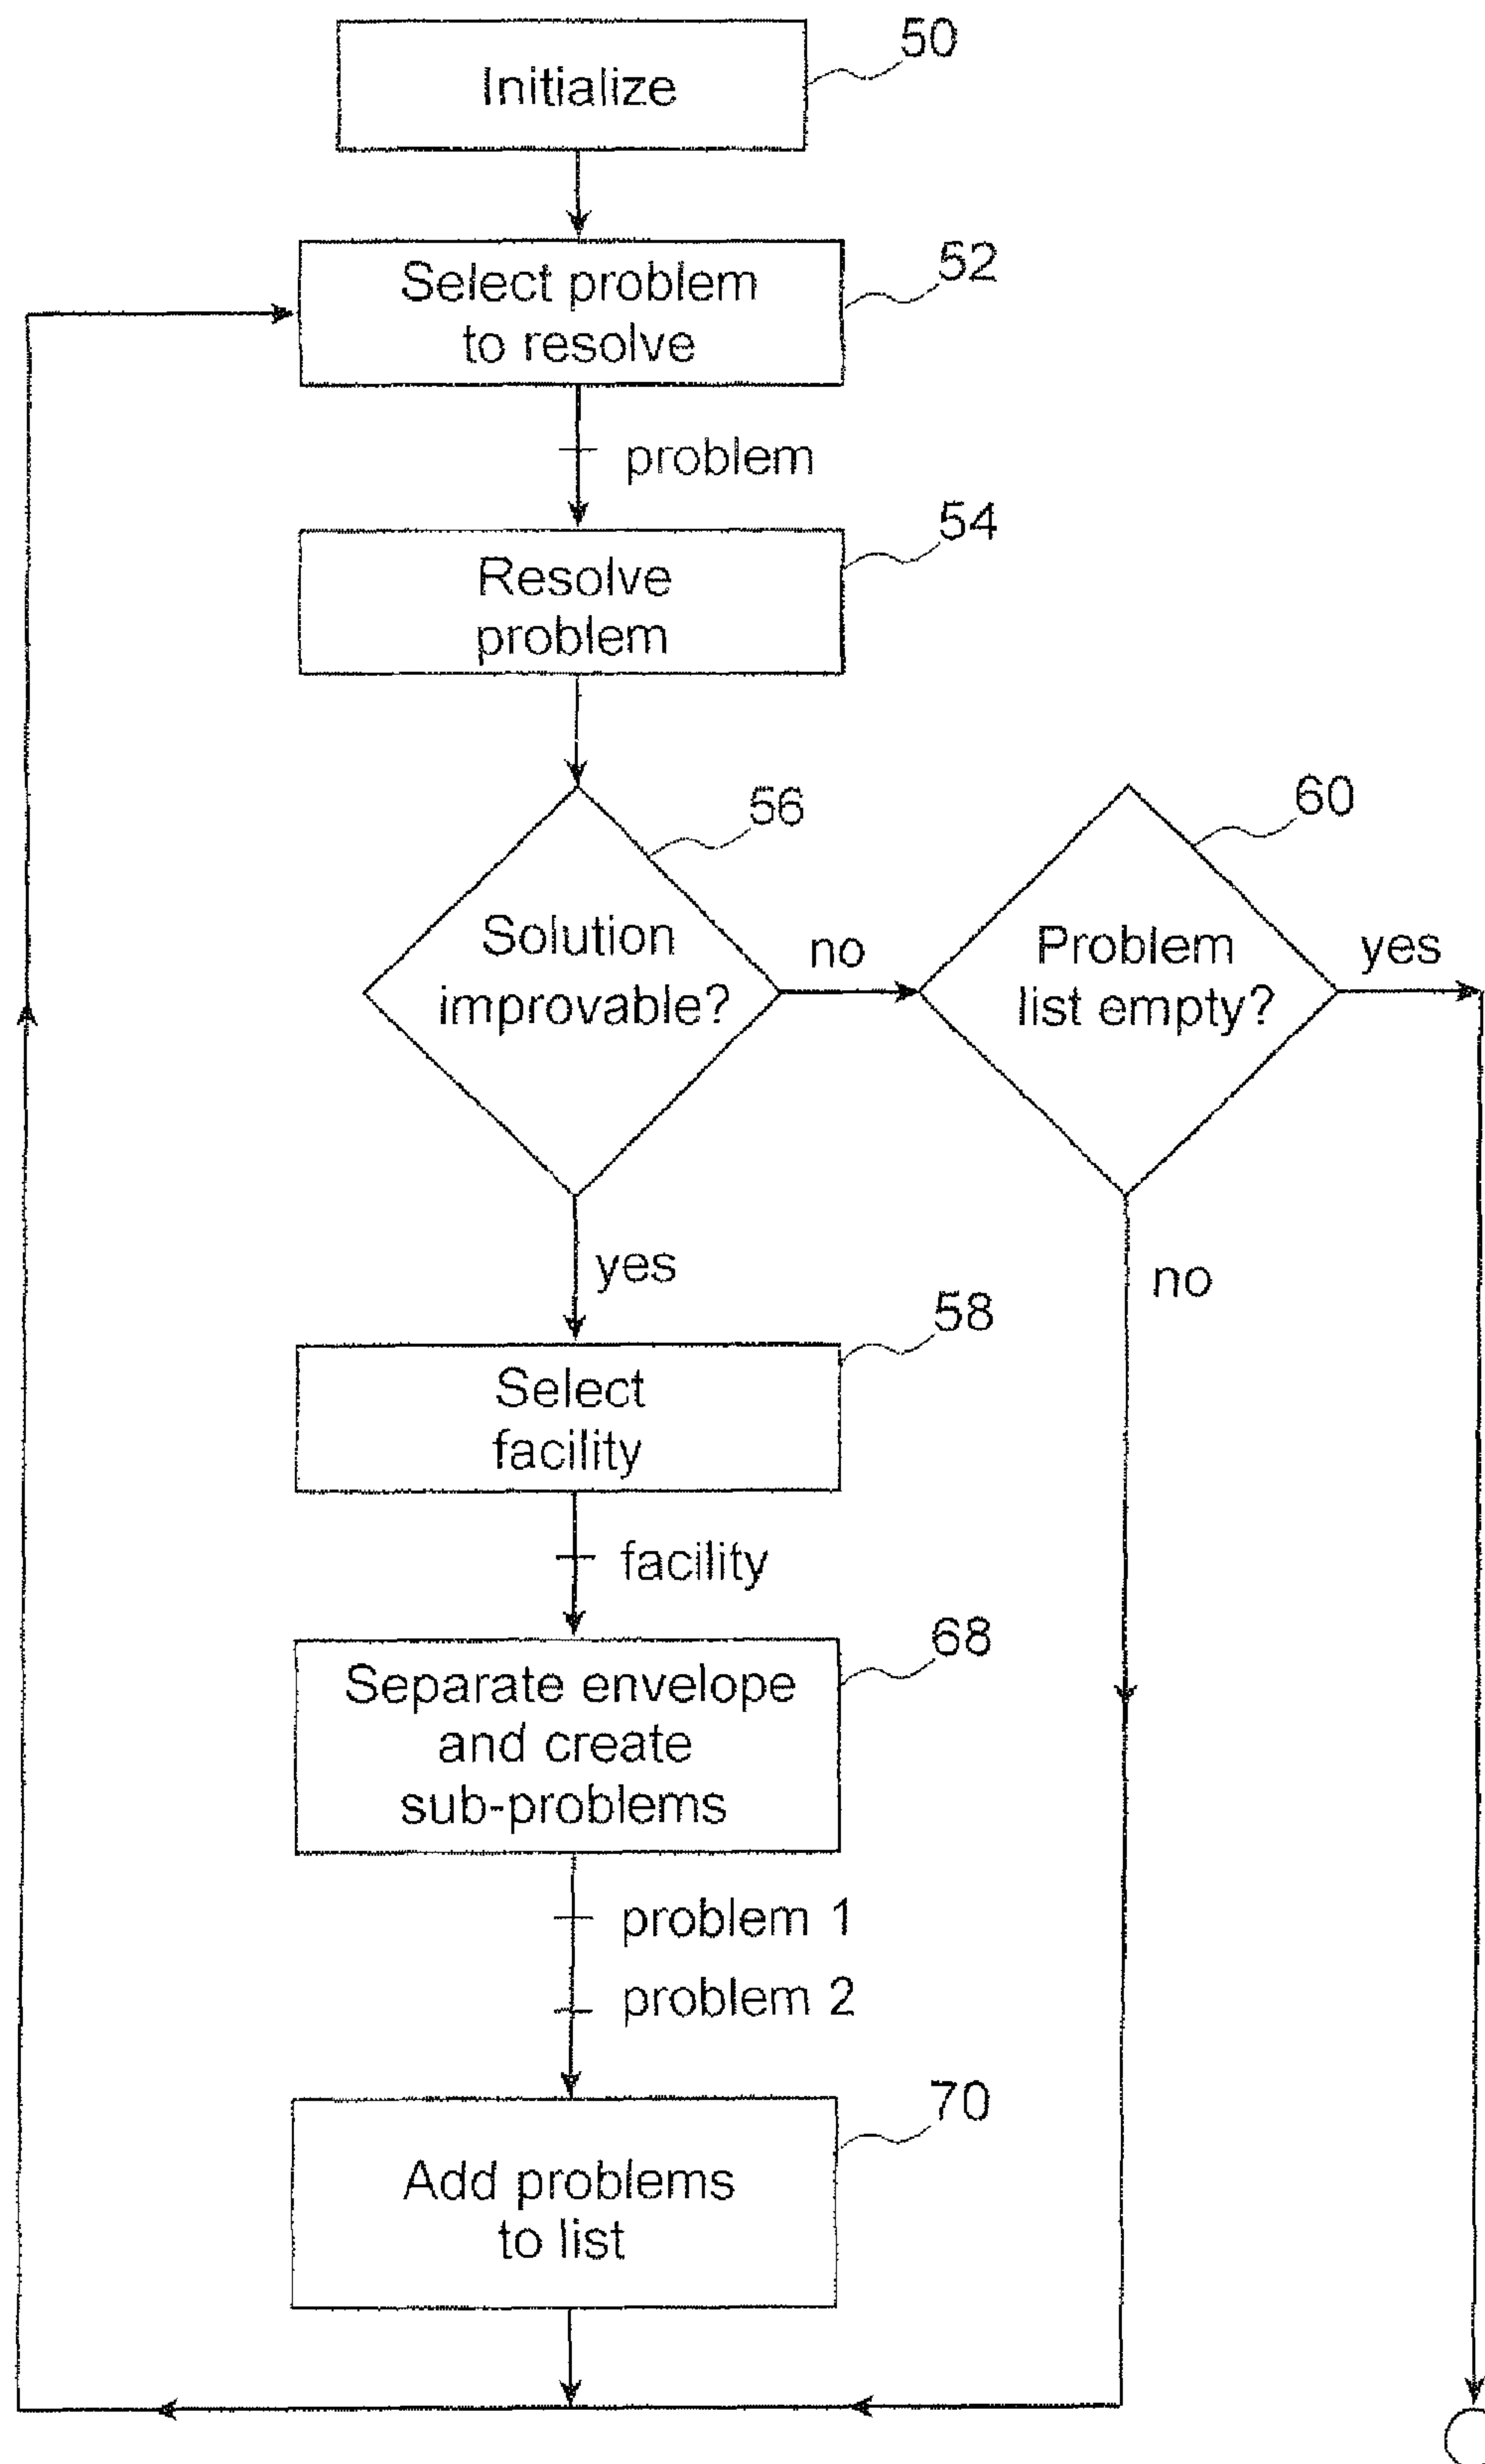 Initialize
50
Select problem
to resolve
52
problem
Resolve
problem
54
Solution
improvable?
56
no
Problem
list empty?
60
yes
yes
no
Select
facility
58
facility
Separate envelope
and create
sub-problems
68
problem 1
problem 2
Add problems
to list
70